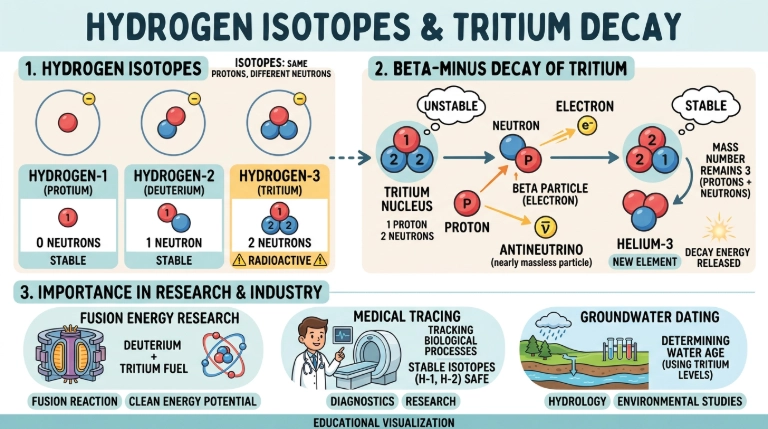 HYDROGEN ISOTOPES & TRITIUM DECAY
1. HYDROGEN ISOTOPES
ISOTOPES: SAME
PROTONS, DIFFERENT NEUTRONS
−
−
−
HYDROGEN-1
(PROTIUM)
1
0 NEUTRONS
STABLE
HYDROGEN-2
(DEUTERIUM)
1
1 NEUTRON
STABLE
HYDROGEN-3
(TRITIUM)
1
2 2
2 NEUTRONS
⚠ RADIOACTIVE ⚠
2. BETA-MINUS DECAY OF TRITIUM
UNSTABLE
1
2 2
TRITIUM
NUCLEUS
1 PROTON
2 NEUTRONS
P
PROTON
NEUTRON
P
ELECTRON
e⁻
BETA PARTICLE
(ELECTRON)
ν̄
ANTINEUTRINO
(nearly massless particle)
STABLE
2
2 1
MASS
NUMBER
REMAINS 3
(PROTONS +
NEUTRONS)
HELIUM-3
NEW ELEMENT
DECAY ENERGY
RELEASED
3. IMPORTANCE IN RESEARCH & INDUSTRY
FUSION ENERGY RESEARCH
DEUTERIUM
+
TRITIUM FUEL
FUSION REACTION
CLEAN ENERGY POTENTIAL
MEDICAL TRACING
TRACKING
BIOLOGICAL
PROCESSES
STABLE ISOTOPES
(H-1, H-2) SAFE
DIAGNOSTICS
RESEARCH
GROUNDWATER DATING
DETERMINING
WATER AGE
(USING TRITIUM
LEVELS)
HYDROLOGY
ENVIRONMENTAL STUDIES
EDUCATIONAL VISUALIZATION